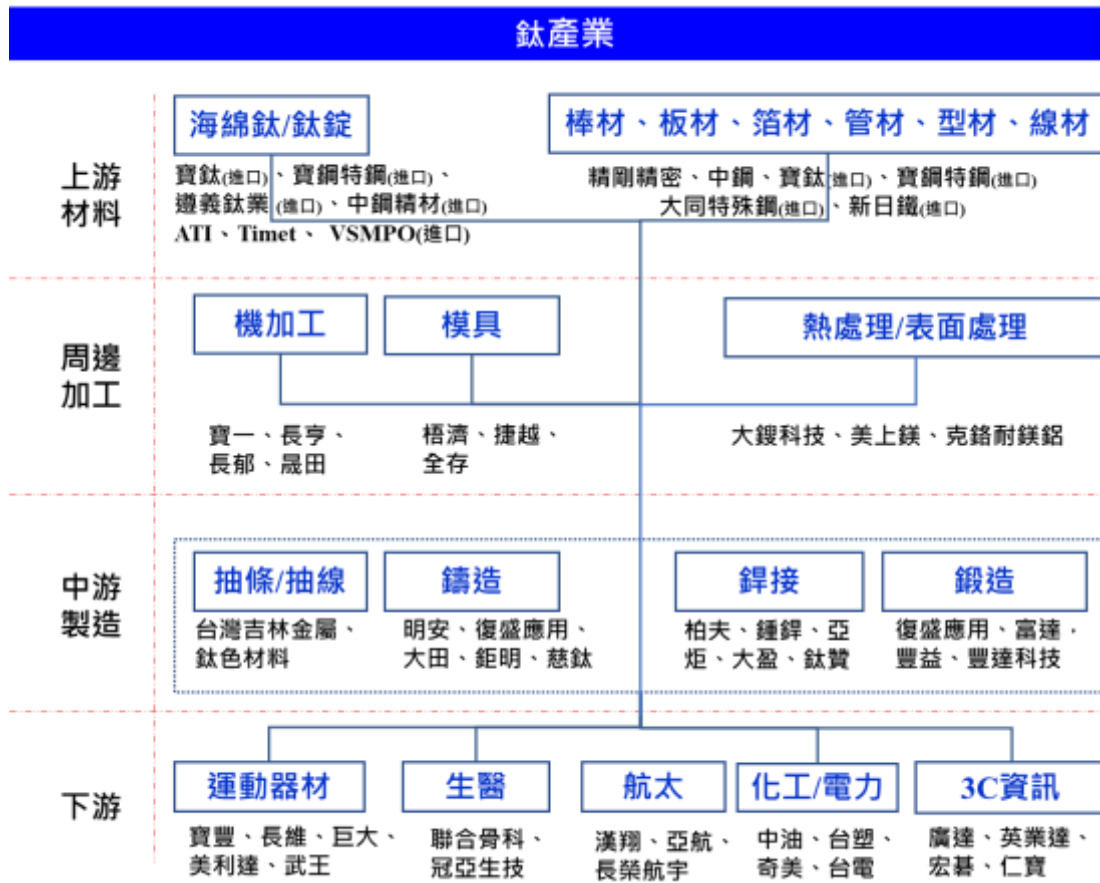 鈦產業
上游
材料
海綿鈦/鈦錠
寶鈦(進口)、寶鋼特鋼(進口)、
遵義鈦業(進口)、中鋼精材(進口)
ATI、Timet、 VSMPO(進口)
棒材、板材、箔材、管材、型材、線材
精剛精密、中鋼、寶鈦(進口)、寶鋼特鋼(進口)
大同特殊鋼(進口)、新日鐵(進口)
周邊
加工
機加工
寶一、長亨、
長郁、晟田
模具
梧濟、捷越、
全存
熱處理/表面處理
大鎪科技、美上鎂、克鉻耐鎂鋁
中游
製造
抽條/抽線
台灣吉林金屬、
鈦色材料
鑄造
明安、復盛應用、
大田、鉅明、慈鈦
銲接
柏夫、鍾銲、亞
炬、大盈、鈦贊
鍛造
復盛應用、富達，
豐益、豐達科技
下游
運動器材
寶豐、長維、巨大、
美利達、武王
生醫
聯合骨科、
冠亞生技
航太
漢翔、亞航、
長榮航宇
化工/電力
中油、台塑、
奇美、台電
3C資訊
廣達、英業達、
宏碁、仁寶